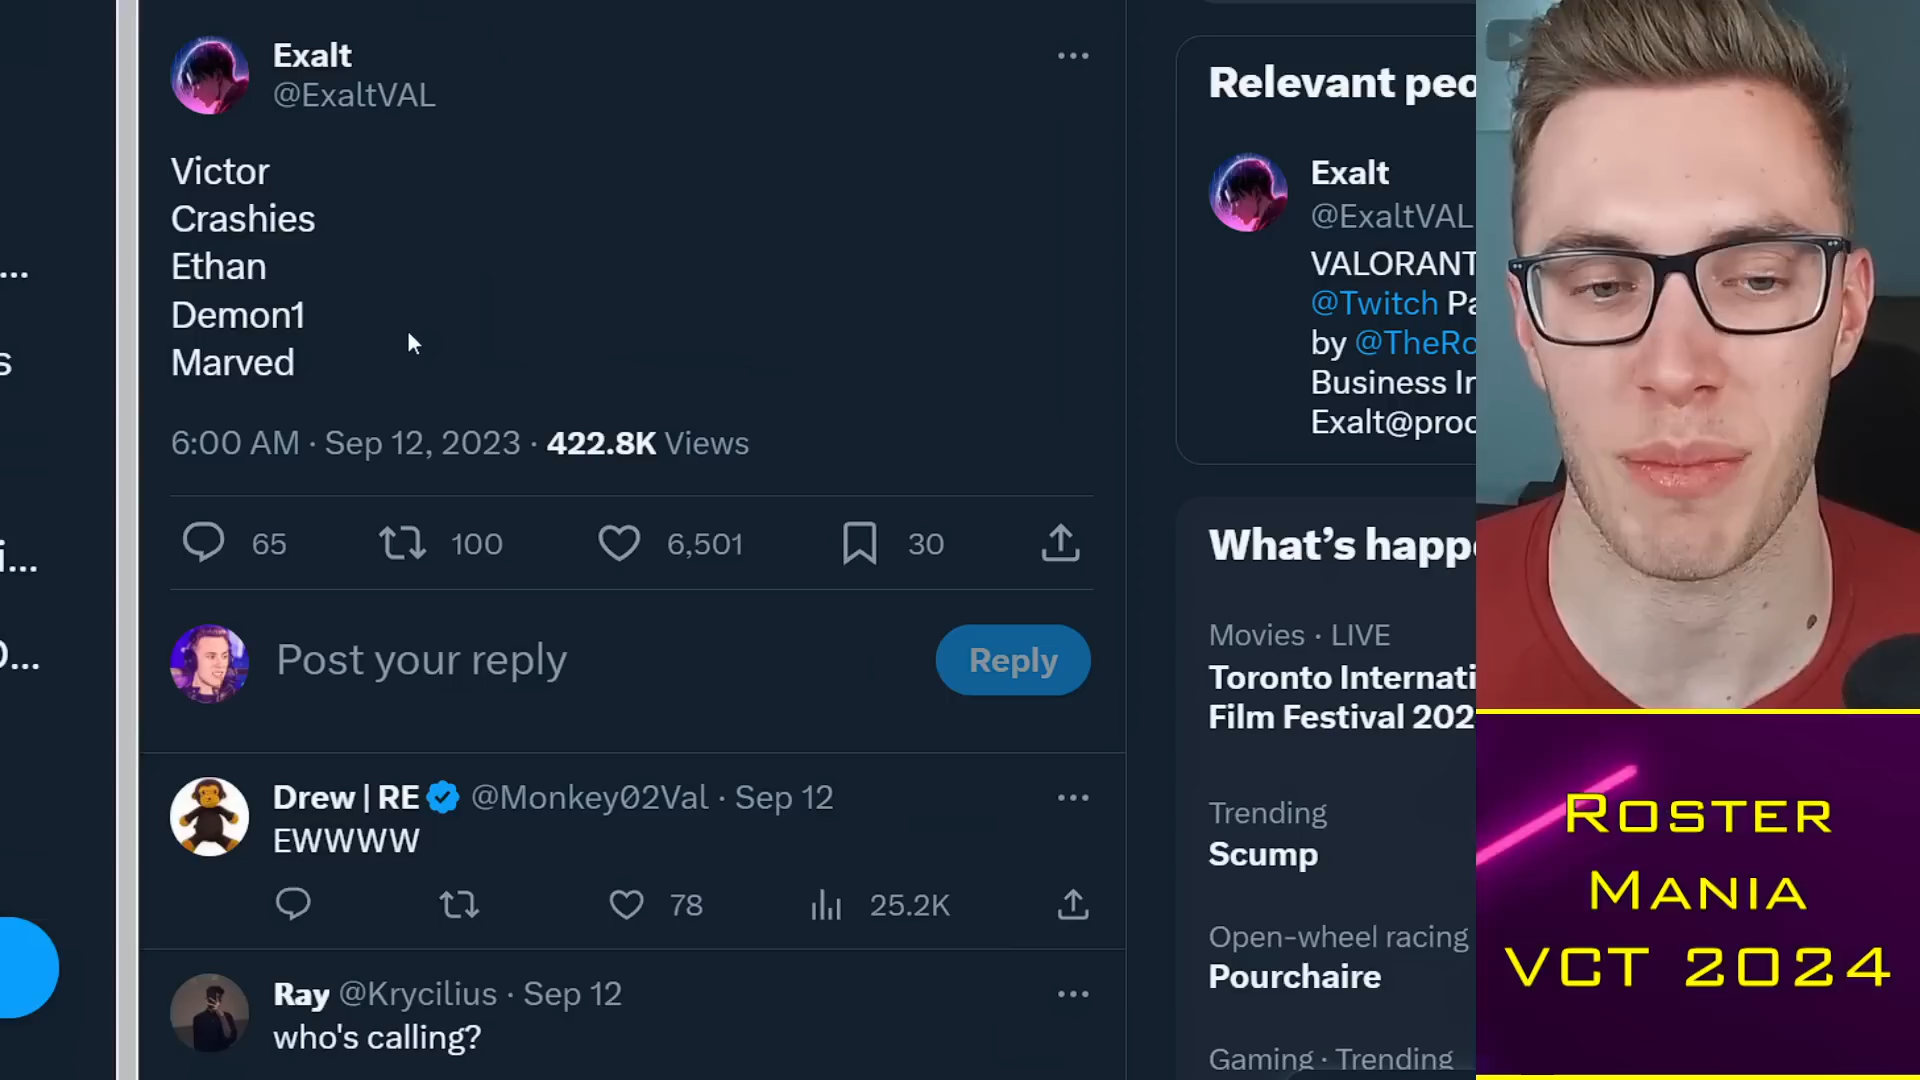 ...
s
i...
D...
Exalt
@ExaltVAL
...
Victor
Crashies
Ethan
Demon1
Marved
6:00 AM · Sep 12, 2023 · 422.8K Views
65
100
6,501
30
Post your reply
Reply
Drew | RE @Monkey02Val · Sep 12
...
EWWWW
78
25.2K
Ray @Krycilius · Sep 12
...
who's calling?
Relevant peo
Exalt
@ExaltVAL
VALORANT
@Twitch Pa
by @TheRo
Business In
Exalt@proc
What's happe
Movies · LIVE
Toronto Internati
Film Festival 202
Trending
Scump
Open-wheel racing
Pourchaire
Gaming · Trending
ROSTER
MANIA
VCT 2024